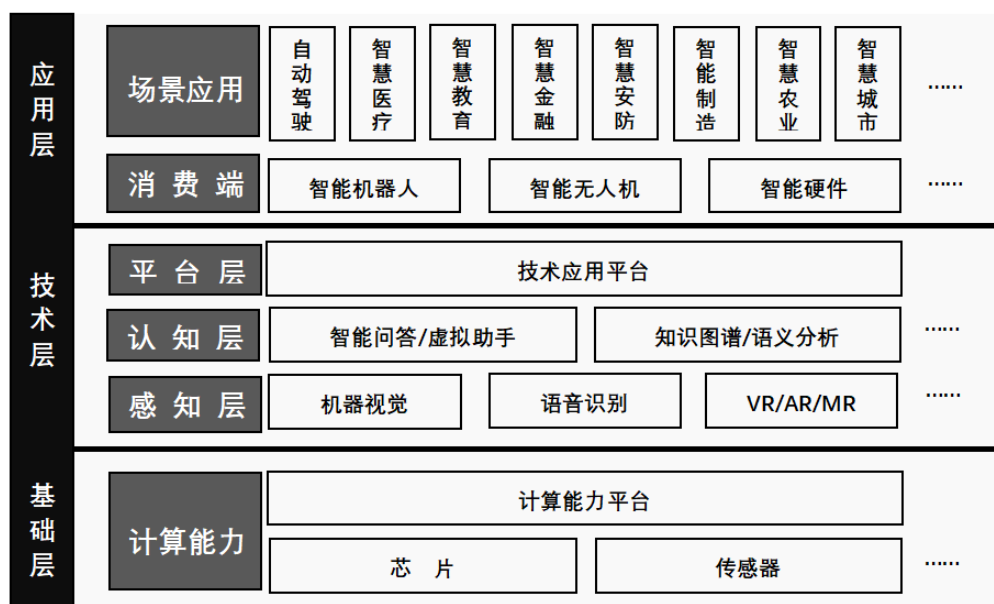 应用层
场景应用
自动驾驶
智慧医疗
智慧教育
智慧金融
智慧安防
智能制造
智慧农业
智慧城市
……
消费端
智能机器人
智能无人机
智能硬件
……
技术层
平台层
技术应用平台
认知层
智能问答/虚拟助手
知识图谱/语义分析
……
感知层
机器视觉
语音识别
VR/AR/MR
……
基础层
计算能力
计算能力平台
芯 片
传感器
……